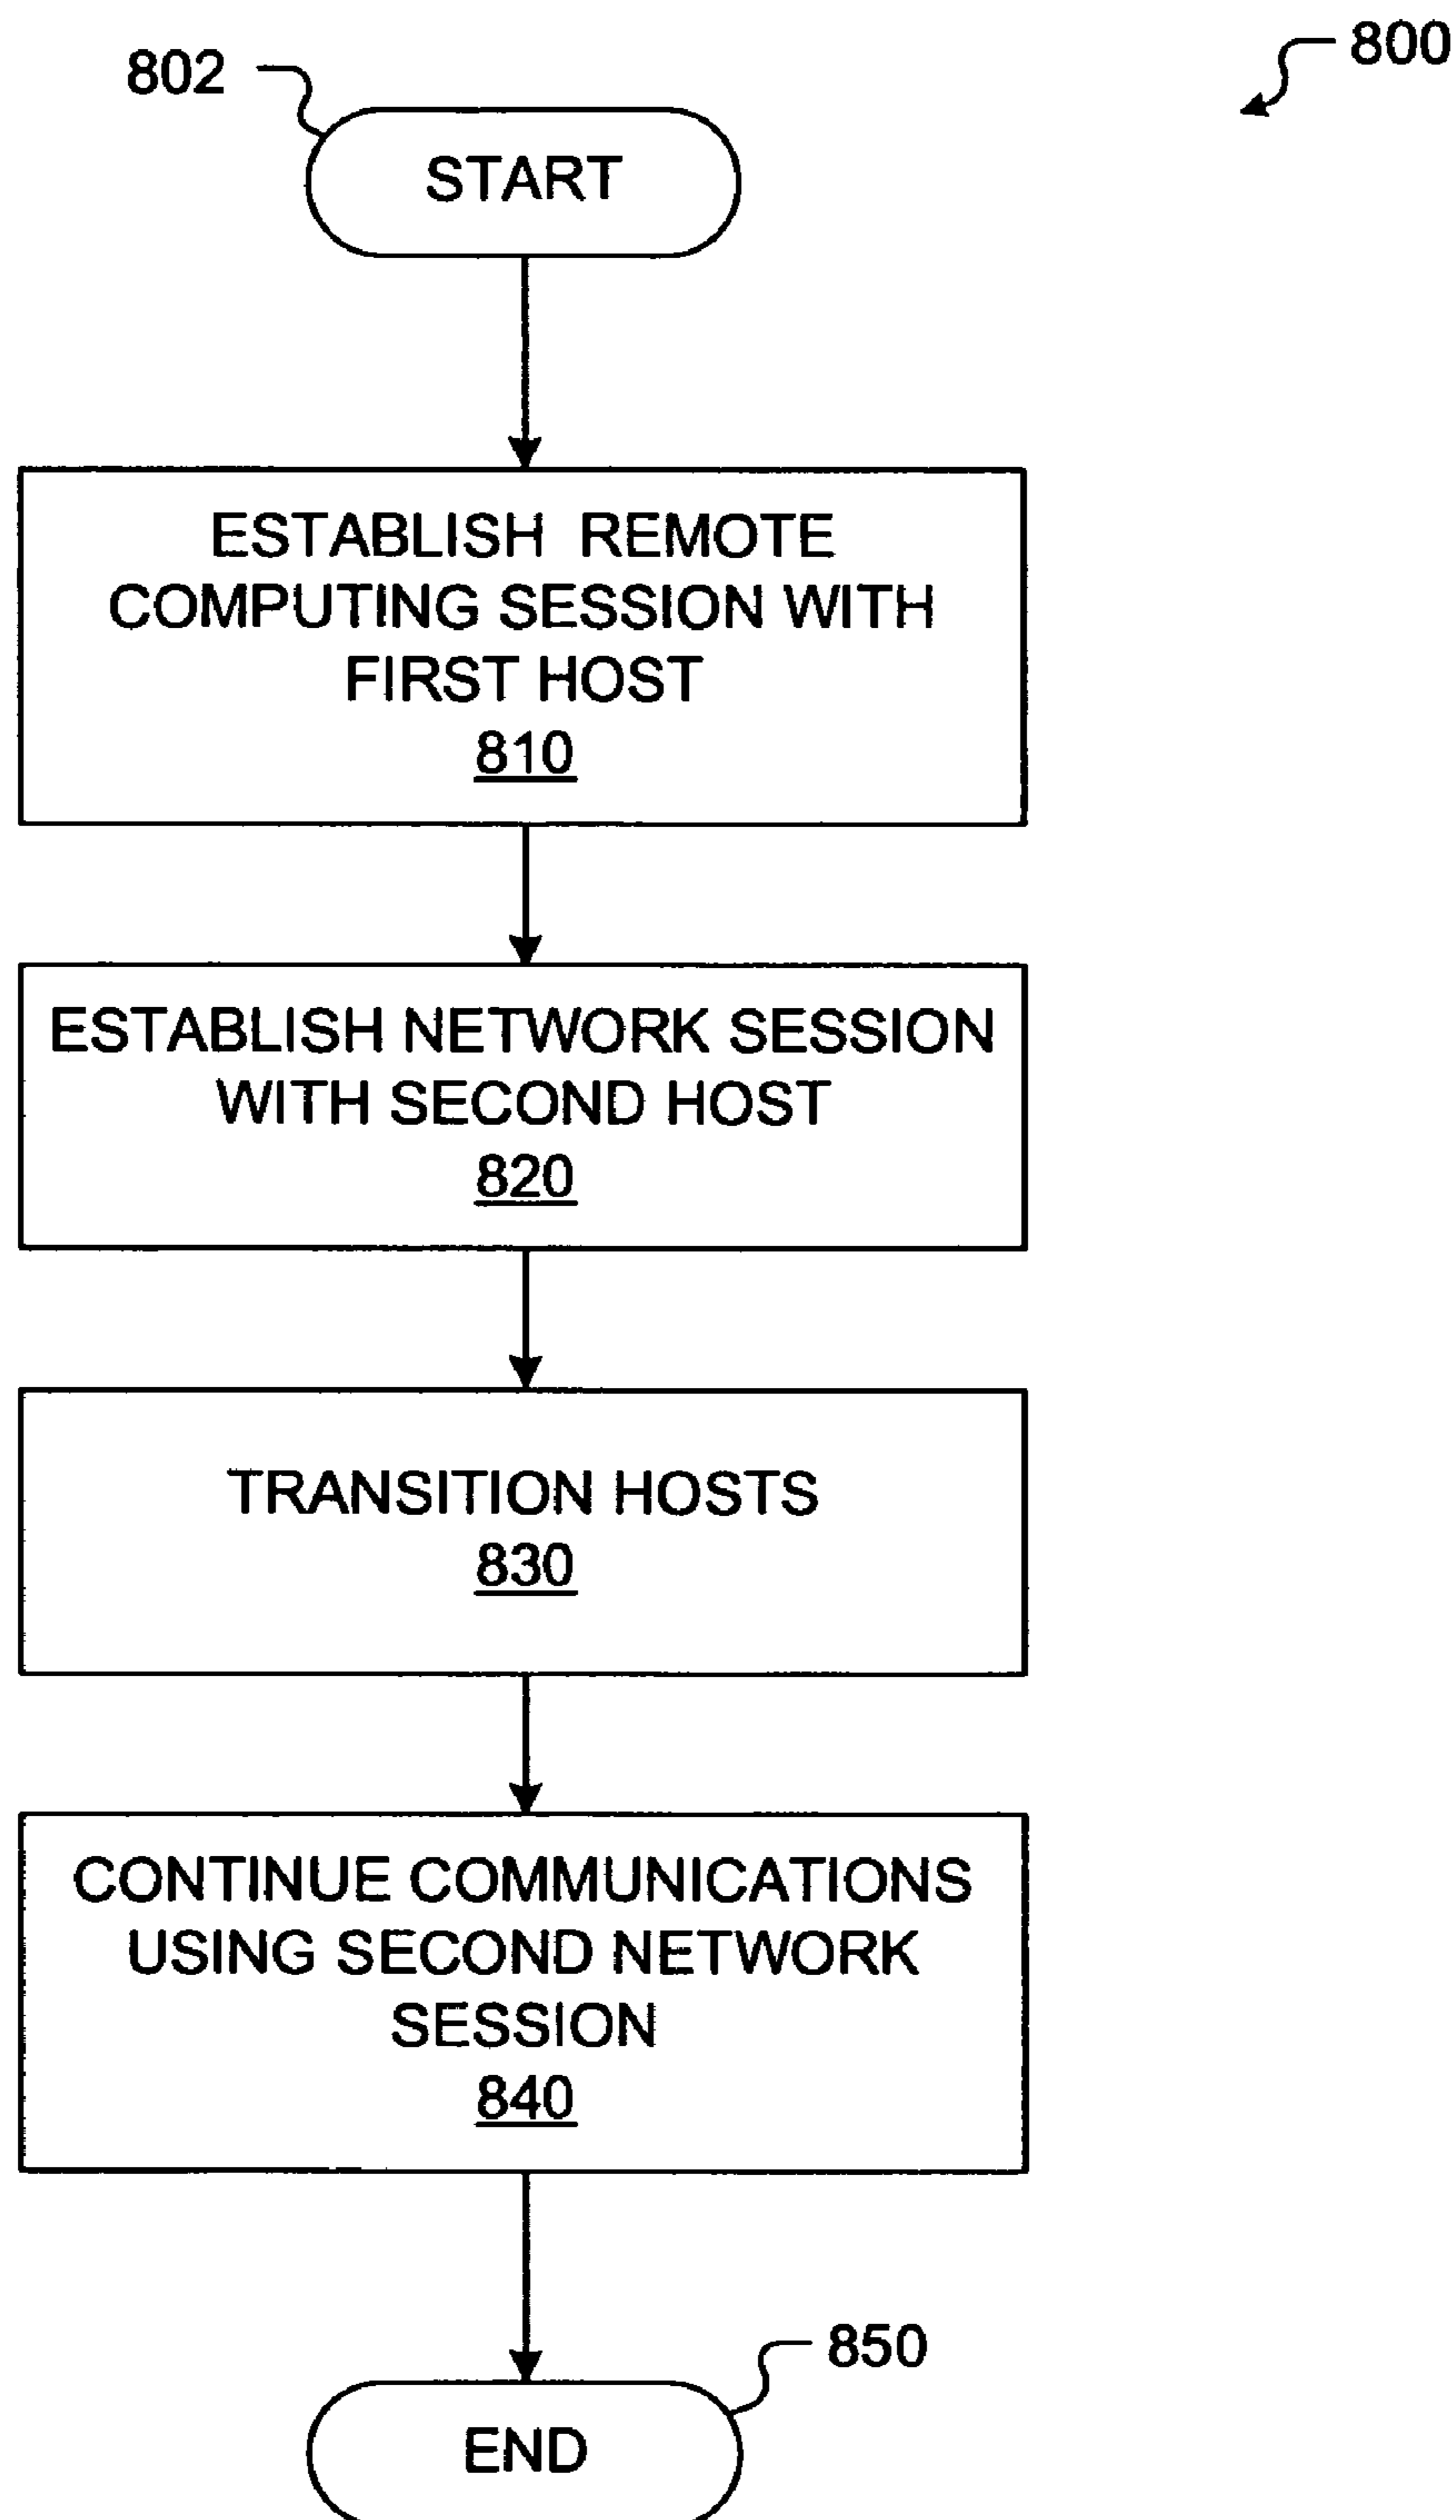 802
800
START
ESTABLISH REMOTE
COMPUTING SESSION WITH
FIRST HOST
810
ESTABLISH NETWORK SESSION
WITH SECOND HOST
820
TRANSITION HOSTS
830
CONTINUE COMMUNICATIONS
USING SECOND NETWORK
SESSION
840
850
END